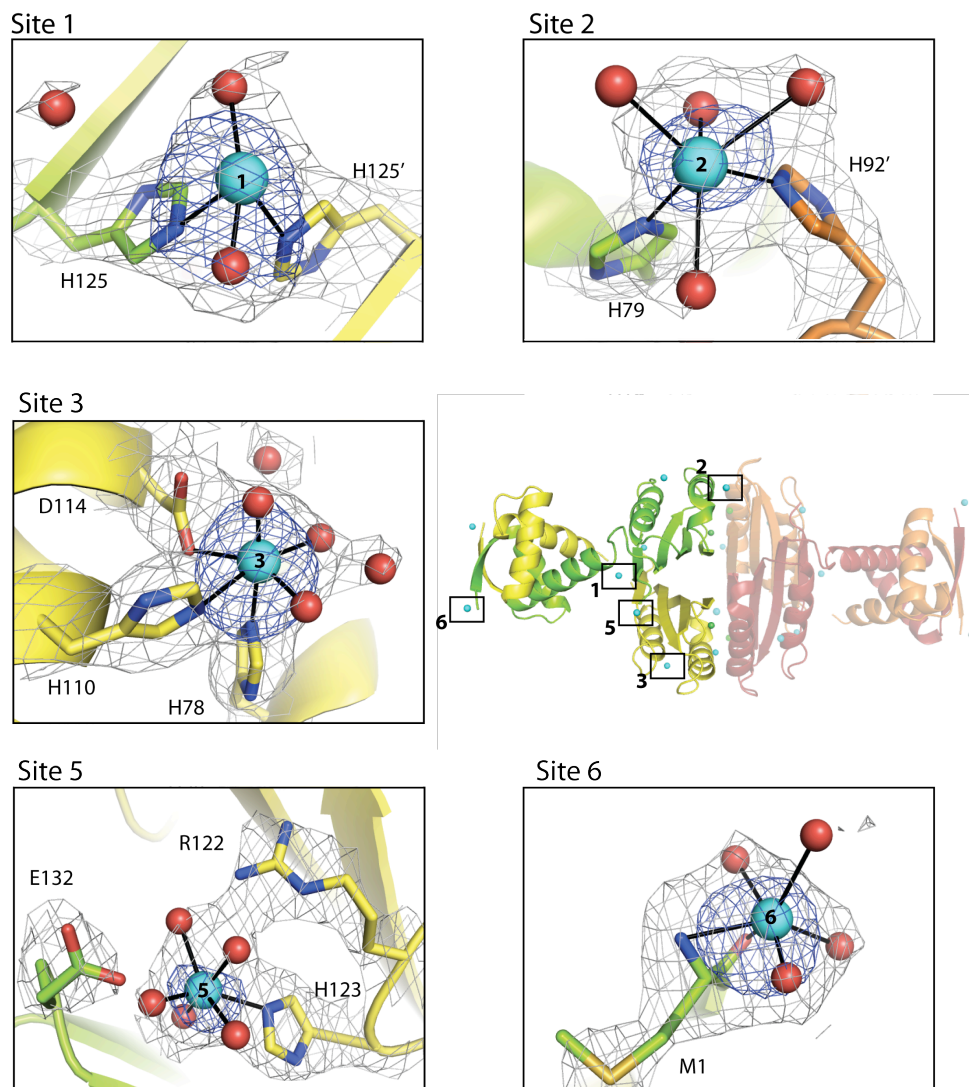 Site 1
H125
1
H125′
Site 2
2
H92′
H79
Site 3
D114
3
H110
H78
2
1
6
5
3
Site 5
R122
E132
5
H123
Site 6
6
M1